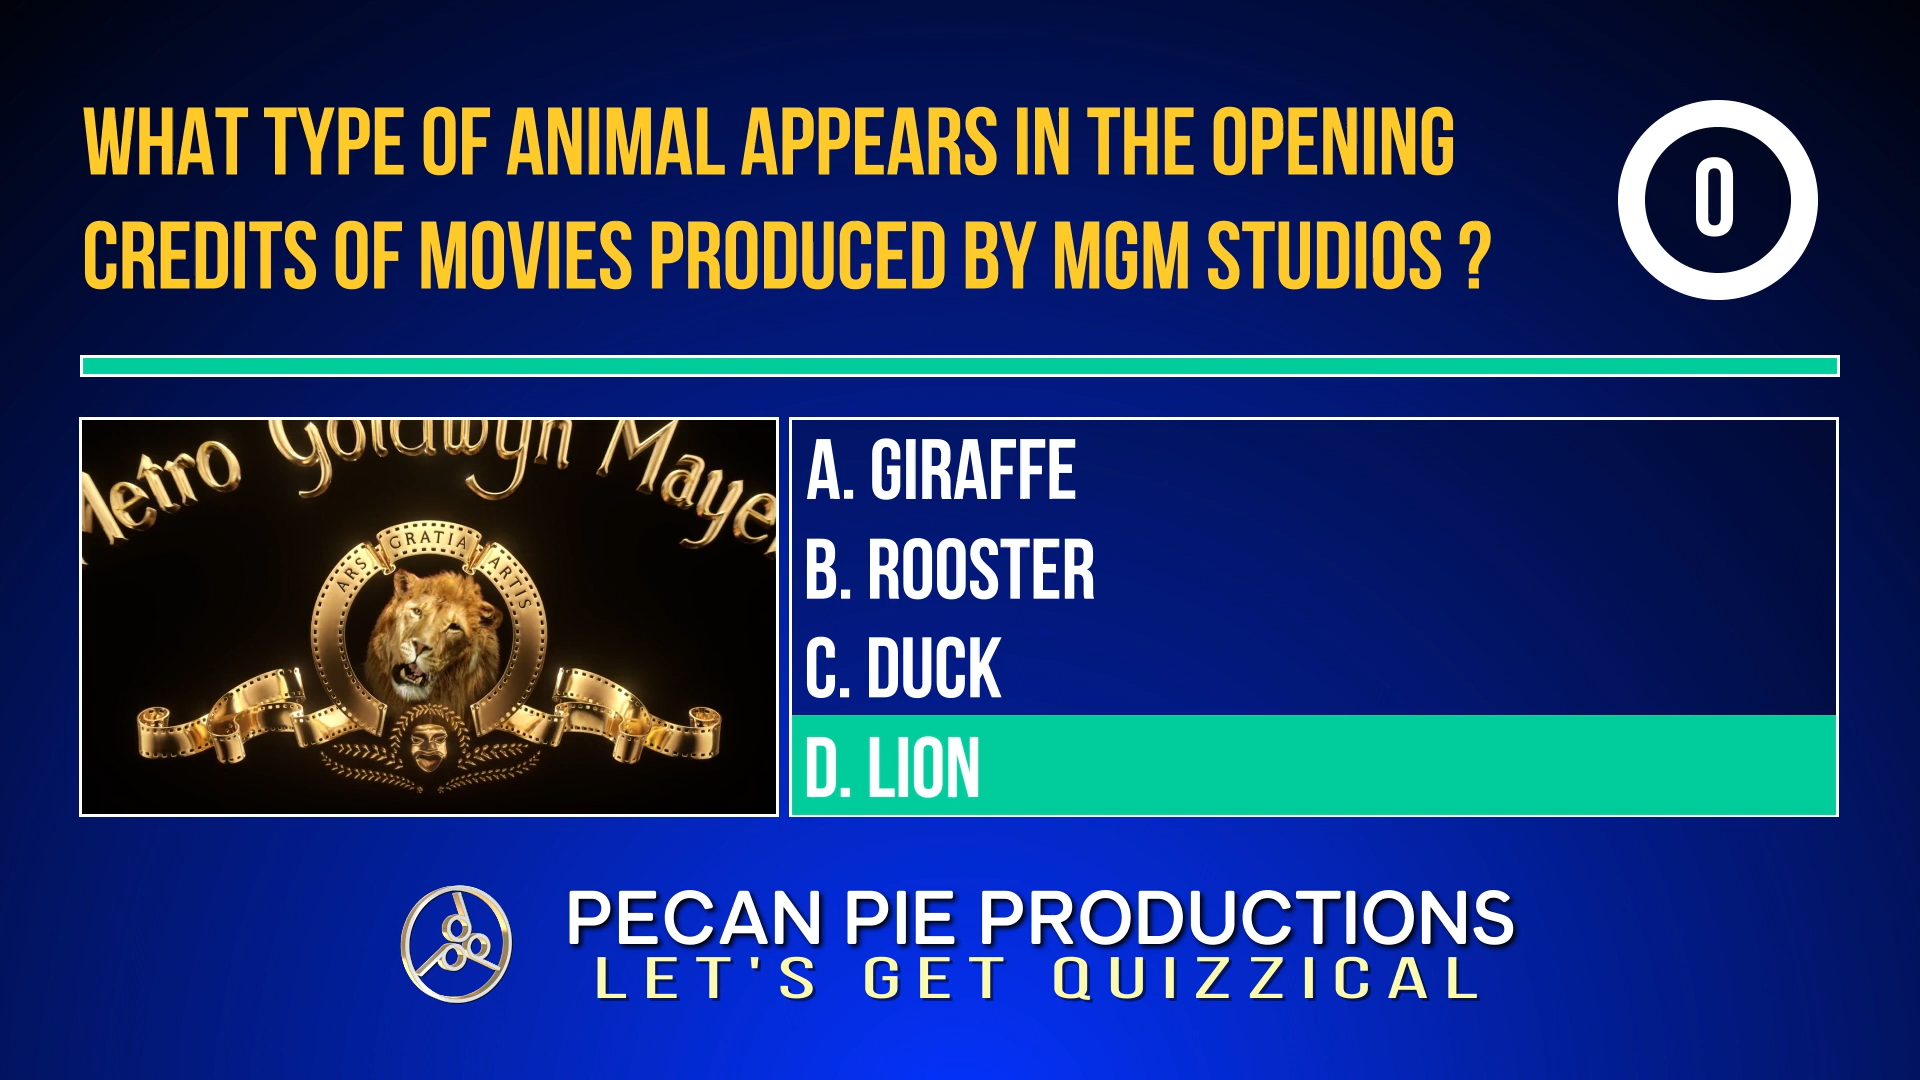 WHAT TYPE OF ANIMAL APPEARS IN THE OPENING
CREDITS OF MOVIES PRODUCED BY MGM STUDIOS ?
0
Metro Goldwyn Mayer
ARS GRATIA ARTIS
A. GIRAFFE
B. ROOSTER
C. DUCK
D. LION
PECAN PIE PRODUCTIONS
LET'S GET QUIZZICAL